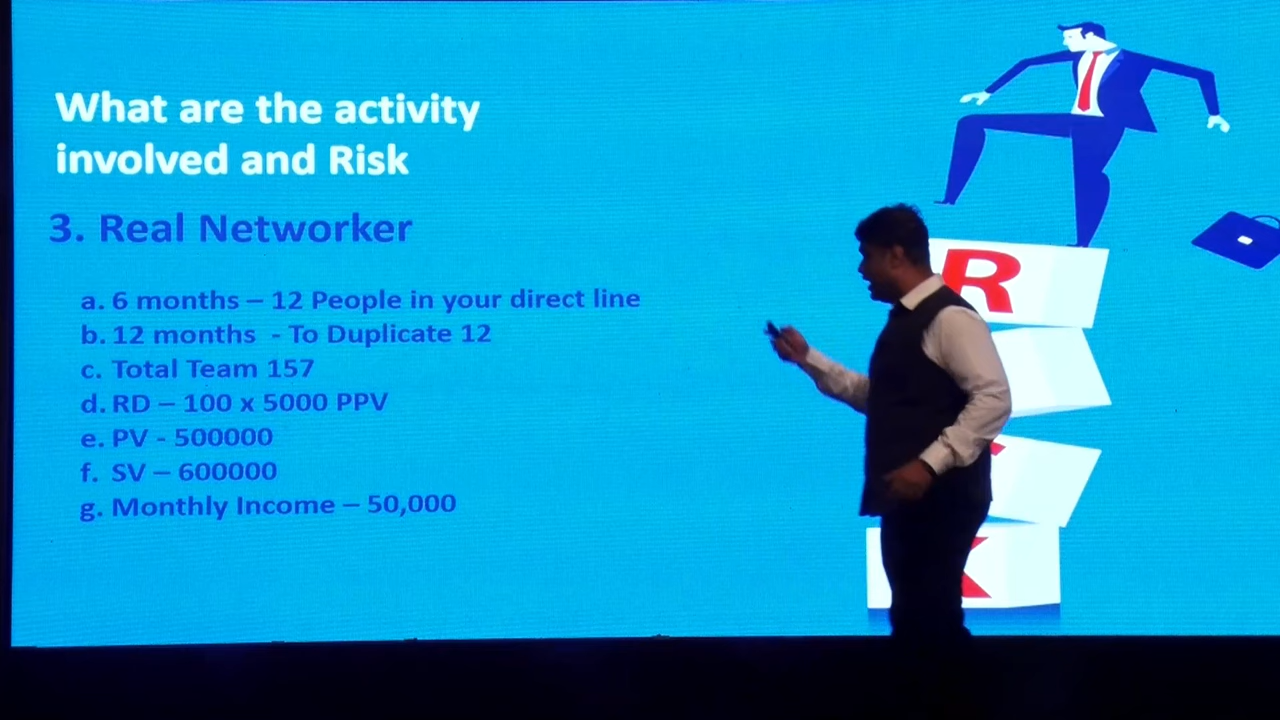 What are the activity
involved and Risk
3. Real Networker
a. 6 months – 12 People in your direct line
b. 12 months - To Duplicate 12
c. Total Team 157
d. RD – 100 x 5000 PPV
e. PV - 500000
f. SV – 600000
g. Monthly Income – 50,000
R
K